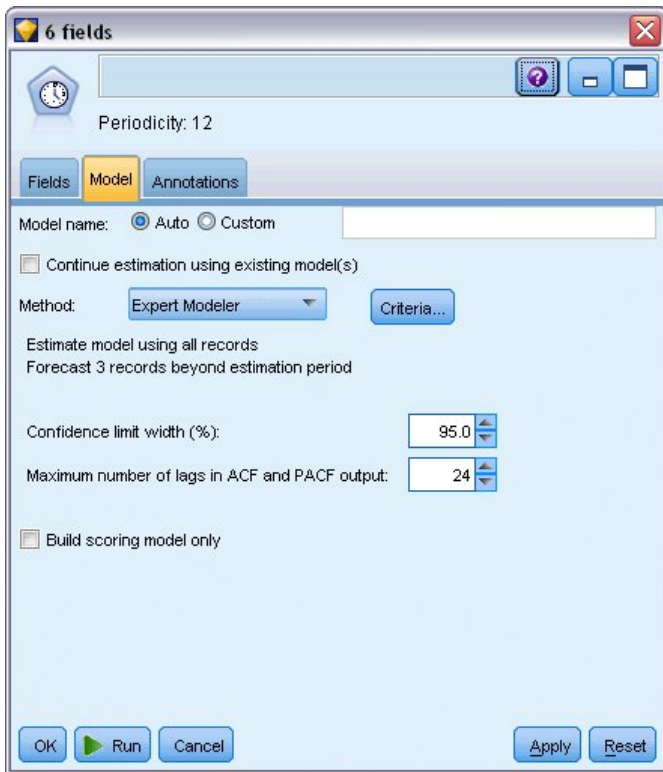 6 fields
?
Periodicity: 12
Fields Model Annotations
Model name: Auto Custom
Continue estimation using existing model(s)
Method: Expert Modeler Criteria...
Estimate model using all records
Forecast 3 records beyond estimation period
Confidence limit width (%): 95.0
Maximum number of lags in ACF and PACF output: 24
Build scoring model only
OK Run Cancel Apply Reset